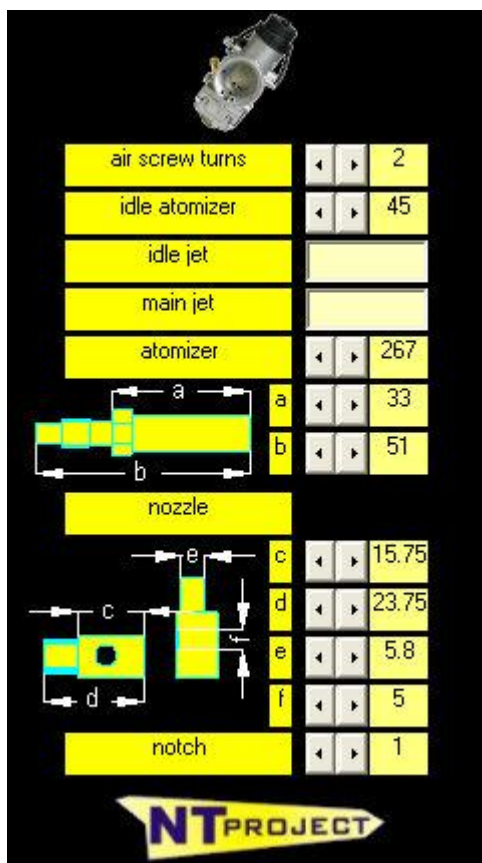 air screw turns 2
idle atomizer 45
idle jet
main jet
atomizer 267
a
a 33
b 51
b
nozzle
e
c 15.75
c
d 23.75
f
e 5.8
d
f 5
notch 1
NTPROJECT